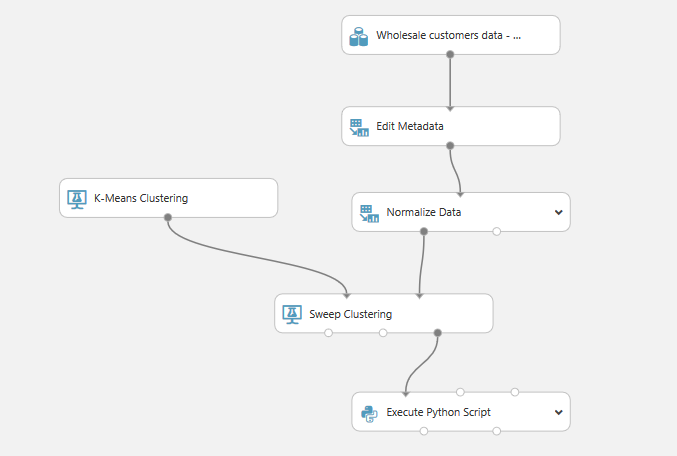 Wholesale customers data - ...
Edit Metadata
K-Means Clustering
Normalize Data
Sweep Clustering
Execute Python Script